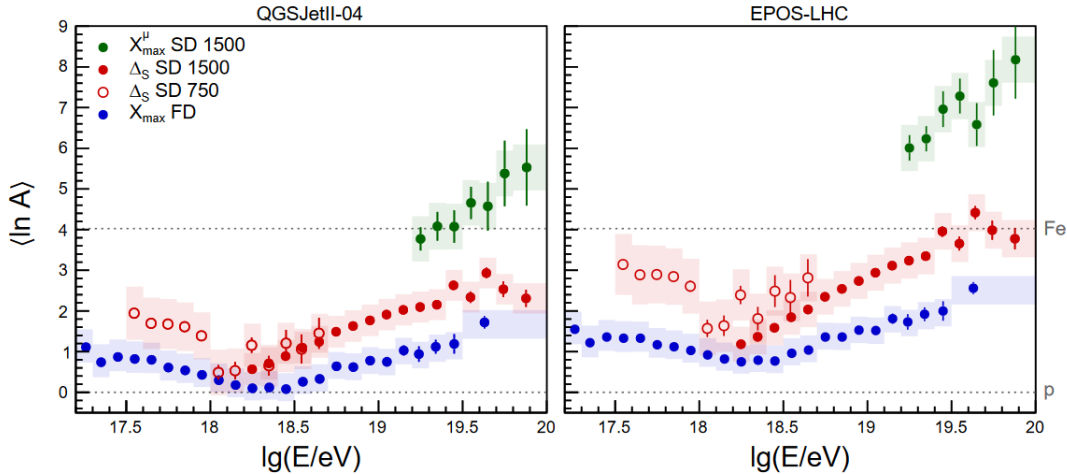 QGSJetII-04
EPOS-LHC
⟨ln A⟩
9
8
7
6
5
4
3
2
1
0
X^μ_max SD 1500
Δ_S SD 1500
Δ_S SD 750
X_max FD
Fe
p
17.5 18 18.5 19 19.5 20
17.5 18 18.5 19 19.5 20
lg(E/eV)
lg(E/eV)